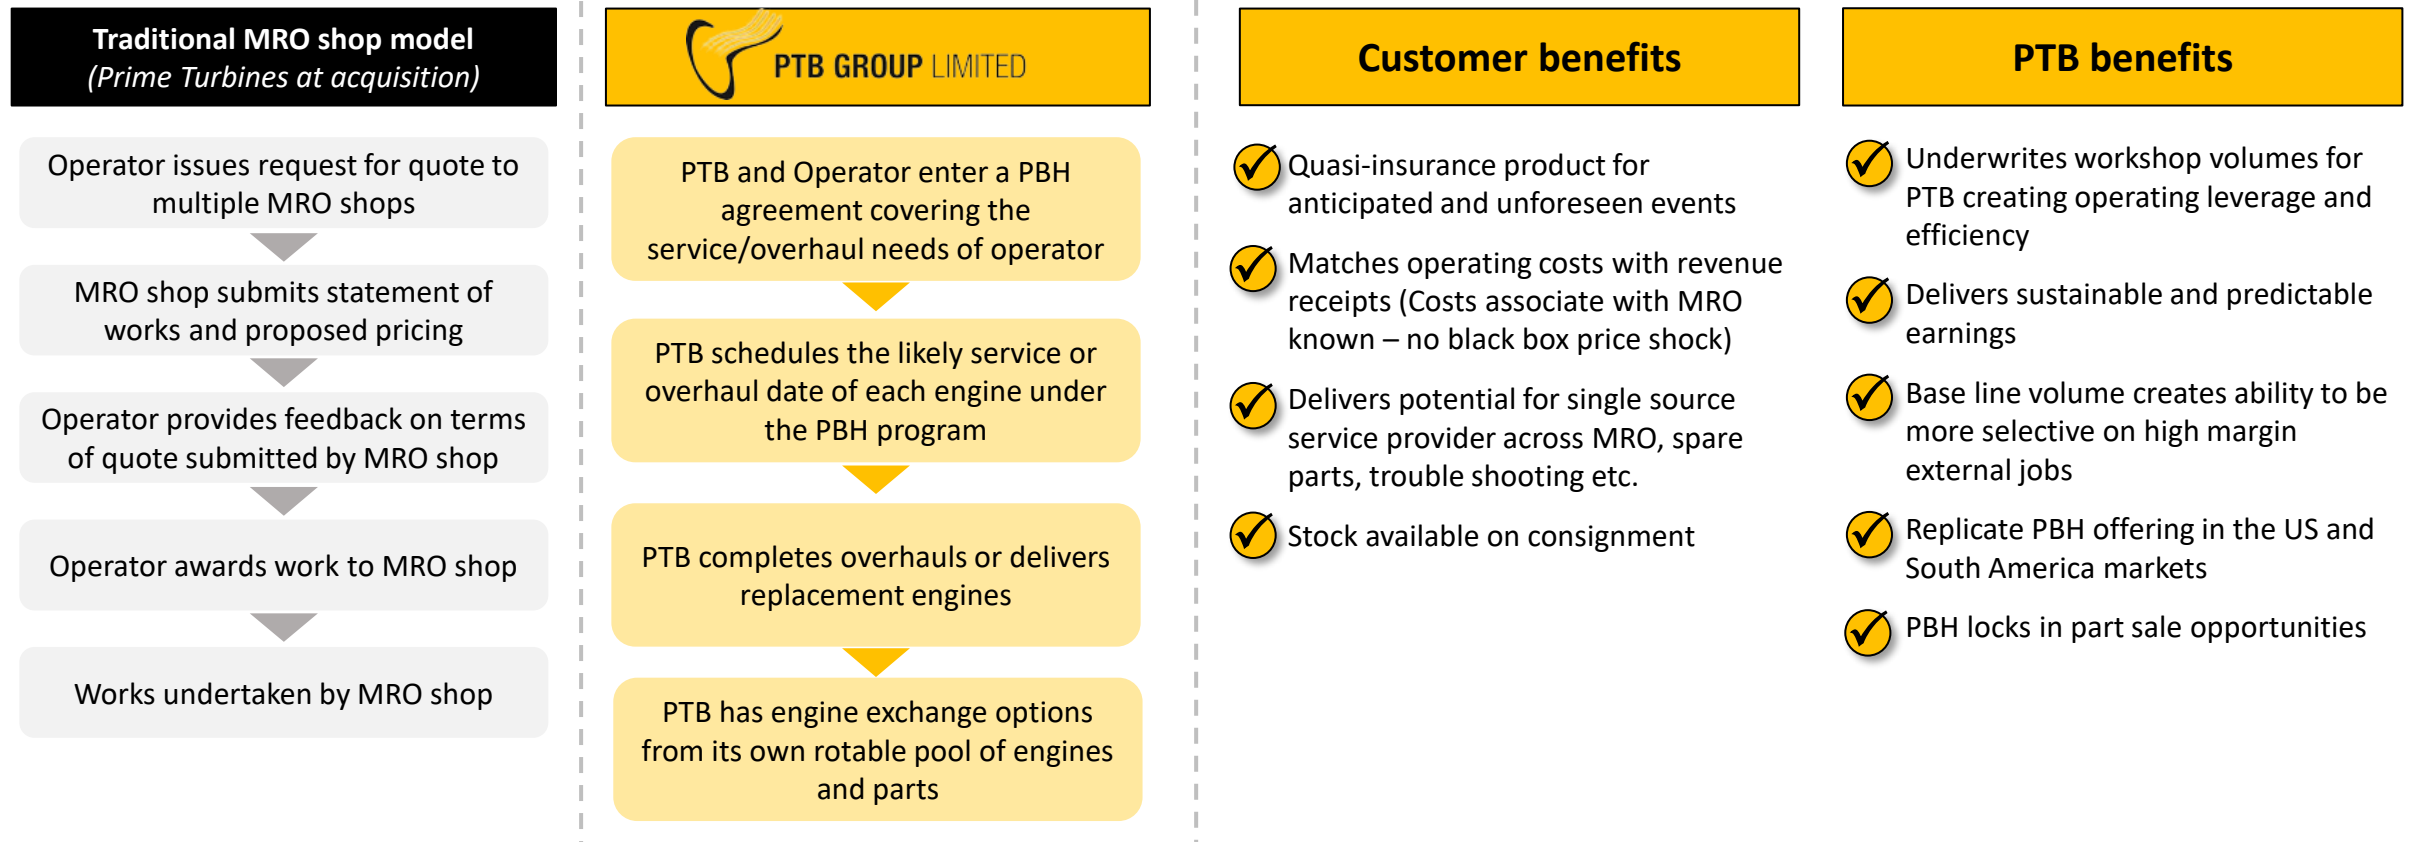 Traditional MRO shop model
(Prime Turbines at acquisition)
Operator issues request for quote to
multiple MRO shops
MRO shop submits statement of
works and proposed pricing
Operator provides feedback on terms
of quote submitted by MRO shop
Operator awards work to MRO shop
Works undertaken by MRO shop
PTB GROUP LIMITED
PTB and Operator enter a PBH
agreement covering the
service/overhaul needs of operator
PTB schedules the likely service or
overhaul date of each engine under
the PBH program
PTB completes overhauls or delivers
replacement engines
PTB has engine exchange options
from its own rotable pool of engines
and parts
Customer benefits
Quasi-insurance product for
anticipated and unforeseen events
Matches operating costs with revenue
receipts (Costs associate with MRO
known – no black box price shock)
Delivers potential for single source
service provider across MRO, spare
parts, trouble shooting etc.
Stock available on consignment
PTB benefits
Underwrites workshop volumes for
PTB creating operating leverage and
efficiency
Delivers sustainable and predictable
earnings
Base line volume creates ability to be
more selective on high margin
external jobs
Replicate PBH offering in the US and
South America markets
PBH locks in part sale opportunities